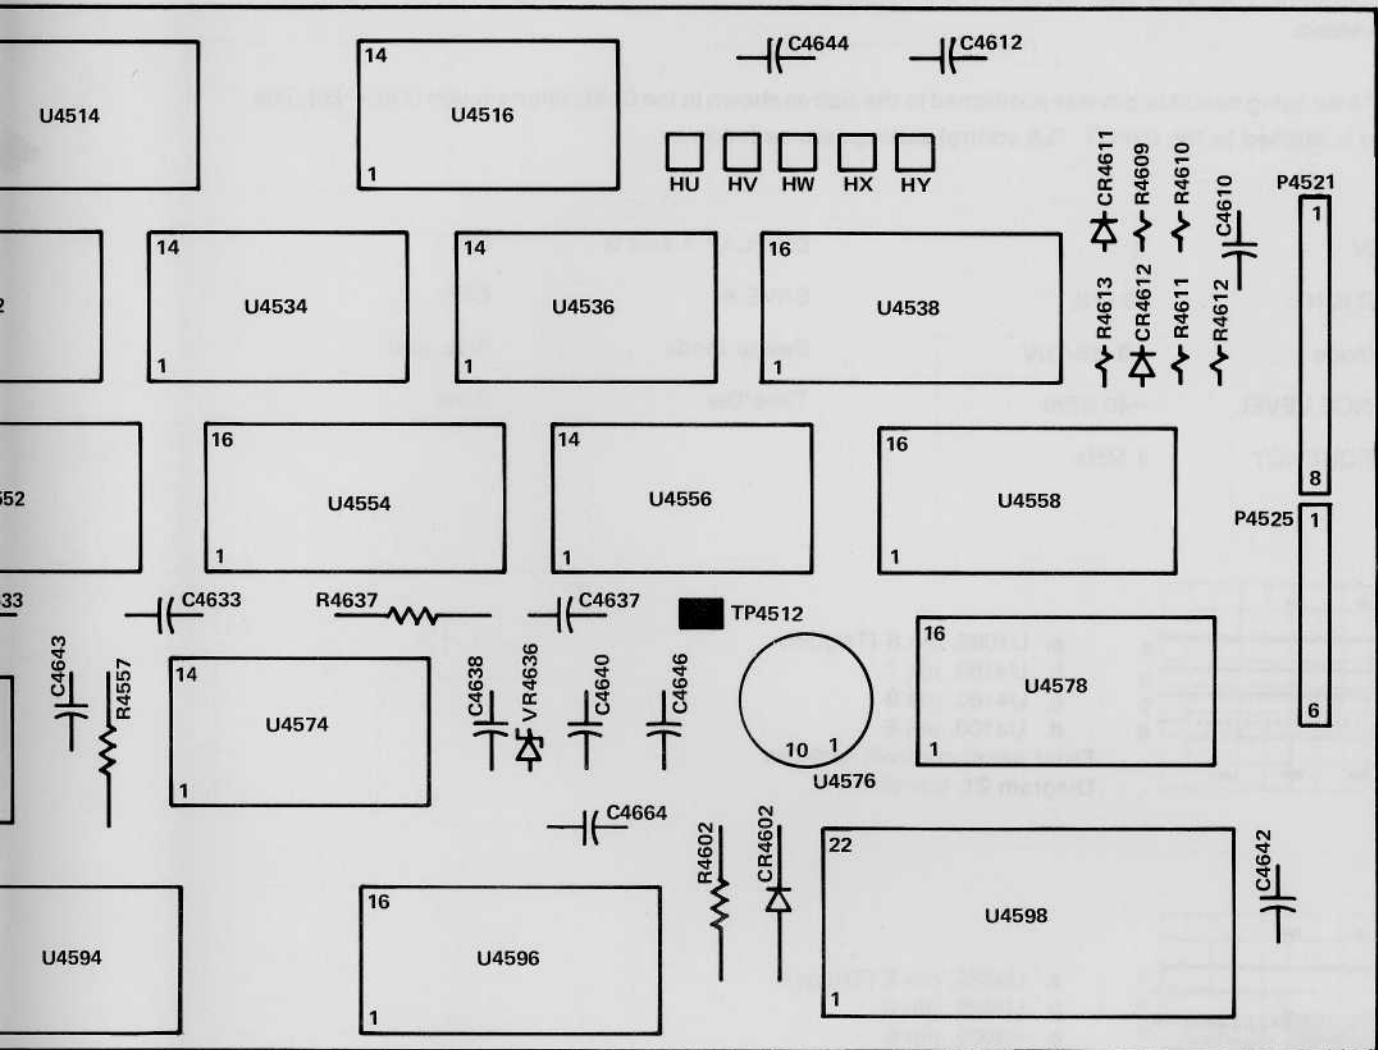 C4644
C4612
14
U4514
U4516
1
HU HV HW HX HY
CR4611
R4609
R4610
C4610
P4521
1
14
U4534
1
14
U4536
1
16
U4538
1
R4613
CR4612
R4611
R4612
8
16
U4554
1
14
U4556
1
16
U4558
1
P4525
1
6
C4633
R4637
C4637
TP4512
C4643
R4557
14
U4574
1
C4638
VR4636
C4640
C4646
10 1
U4576
16
U4578
1
C4664
R4602
CR4602
22
U4598
1
C4642
U4594
16
U4596
1